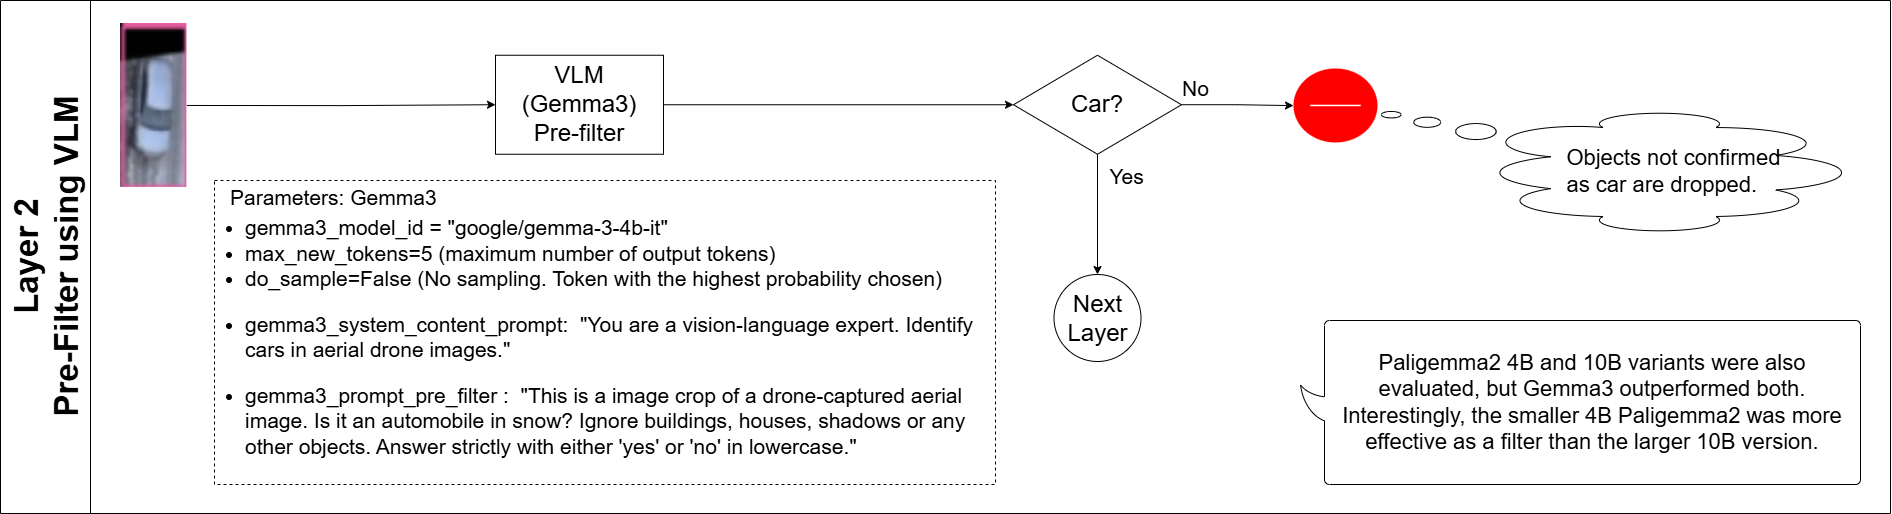 Layer 2
Pre-Filter using VLM
VLM
(Gemma3)
Pre-filter
Car?
No
Yes
Objects not confirmed
as car are dropped.
Next
Layer
Parameters: Gemma3
• gemma3_model_id = "google/gemma-3-4b-it"
• max_new_tokens=5 (maximum number of output tokens)
• do_sample=False (No sampling. Token with the highest probability chosen)
• gemma3_system_content_prompt:  "You are a vision-language expert. Identify
cars in aerial drone images."
• gemma3_prompt_pre_filter :  "This is a image crop of a drone-captured aerial
image. Is it an automobile in snow? Ignore buildings, houses, shadows or any
other objects. Answer strictly with either 'yes' or 'no' in lowercase."
Paligemma2 4B and 10B variants were also
evaluated, but Gemma3 outperformed both.
Interestingly, the smaller 4B Paligemma2 was more
effective as a filter than the larger 10B version.